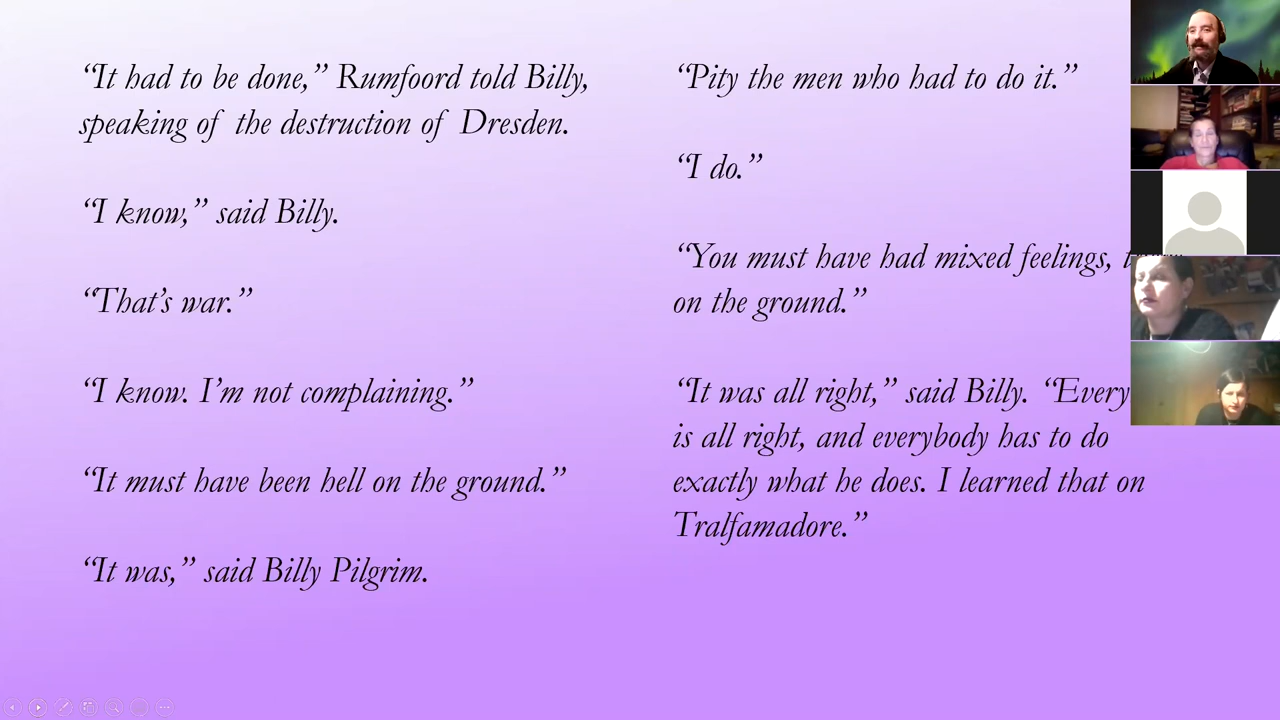 “It had to be done,” Rumfoord told Billy,
speaking of the destruction of Dresden.
“I know,” said Billy.
“That’s war.”
“I know. I’m not complaining.”
“It must have been hell on the ground.”
“It was,” said Billy Pilgrim.
“Pity the men who had to do it.”
“I do.”
“You must have had mixed feelings,
on the ground.”
“It was all right,” said Billy. “Every
is all right, and everybody has to do
exactly what he does. I learned that on
Tralfamadore.”